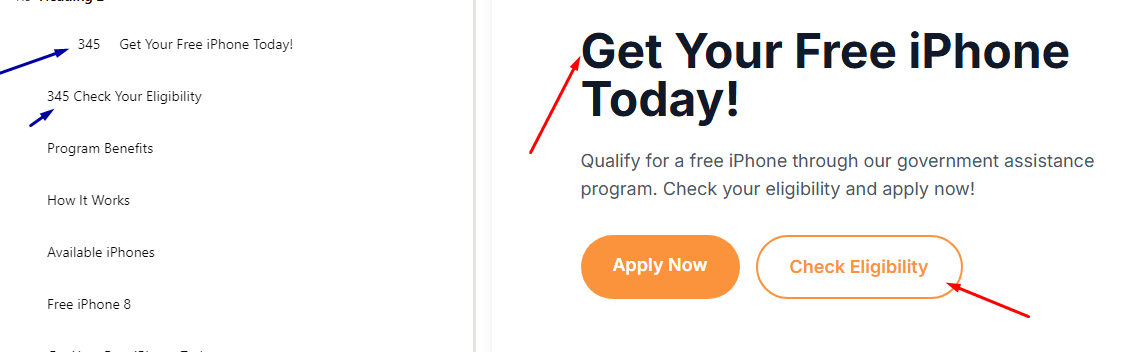 Heading 2
345 Get Your Free iPhone Today!
345 Check Your Eligibility
Program Benefits
How It Works
Available iPhones
Free iPhone 8
Get Your Free iPhone
Today!
Qualify for a free iPhone through our government assistance
program. Check your eligibility and apply now!
Apply Now
Check Eligibility